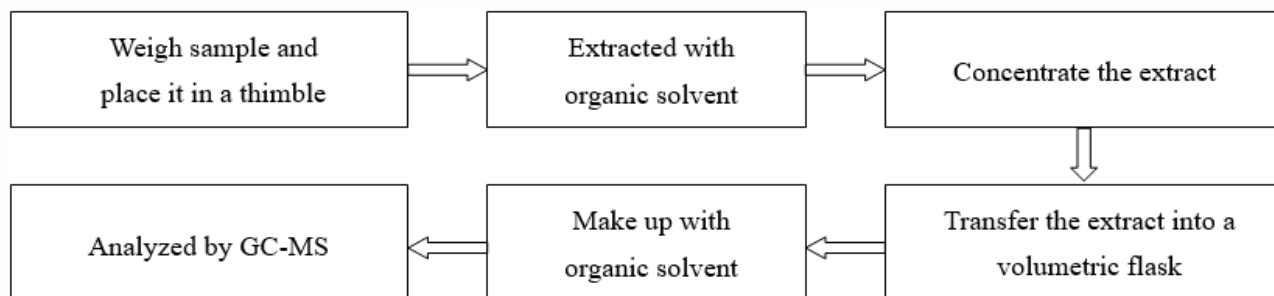 Weigh sample and
place it in a thimble
Extracted with
organic solvent
Concentrate the extract
Transfer the extract into a
volumetric flask
Make up with
organic solvent
Analyzed by GC-MS